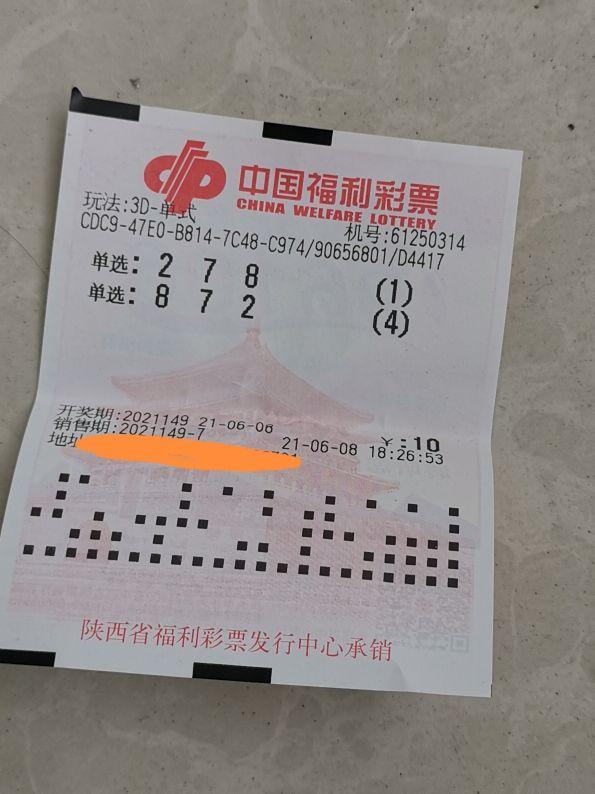 中国福利彩票
CHINA WELFARE LOTTERY
玩法:3D-单式
机号:61250314
CDC9-47E0-B814-7C48-C974/90656801/D4417
单选: 2 7 8 (1)
单选: 8 7 2 (4)
开奖期:2021149 21-06-08
销售期:2021149-7 21-06-08 18:26:53 ¥:10
地址
陕西省福利彩票发行中心承销